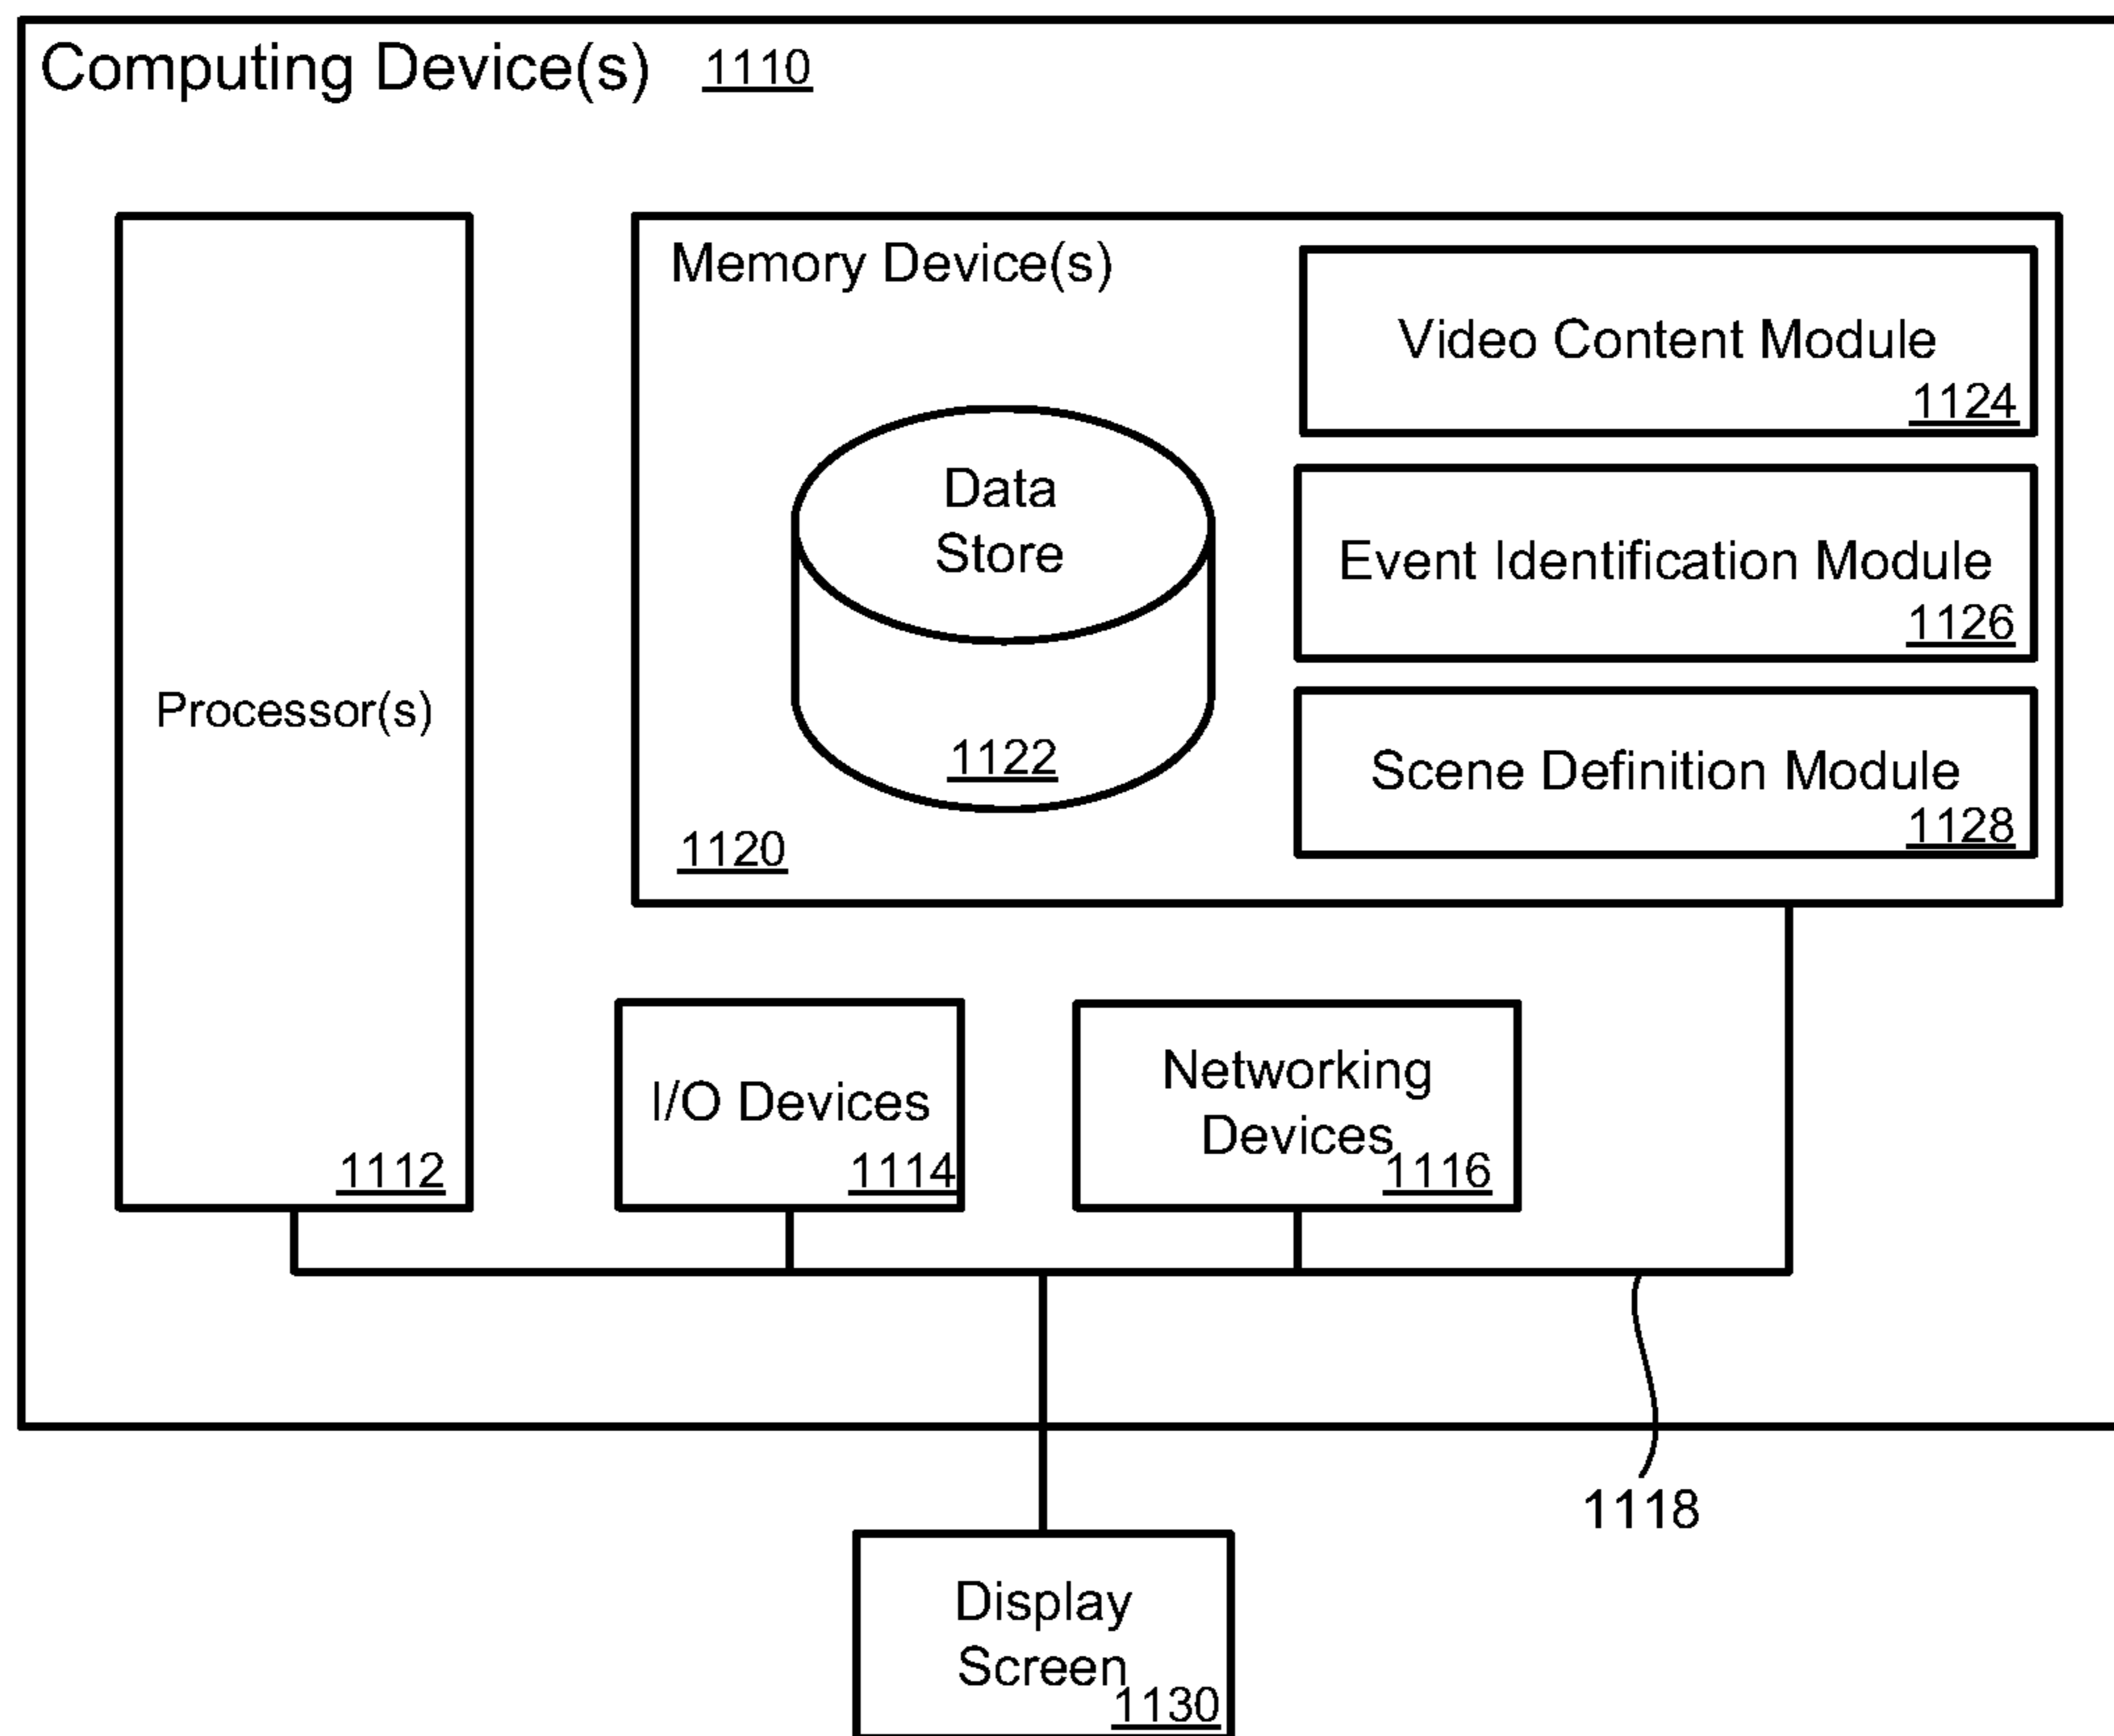 Computing Device(s) 1110
Memory Device(s)
Video Content Module
1124
Data
Store
Event Identification Module
1126
Processor(s)
1122
Scene Definition Module
1128
1120
I/O Devices
1114
Networking
Devices
1116
1112
1118
Display
Screen
1130